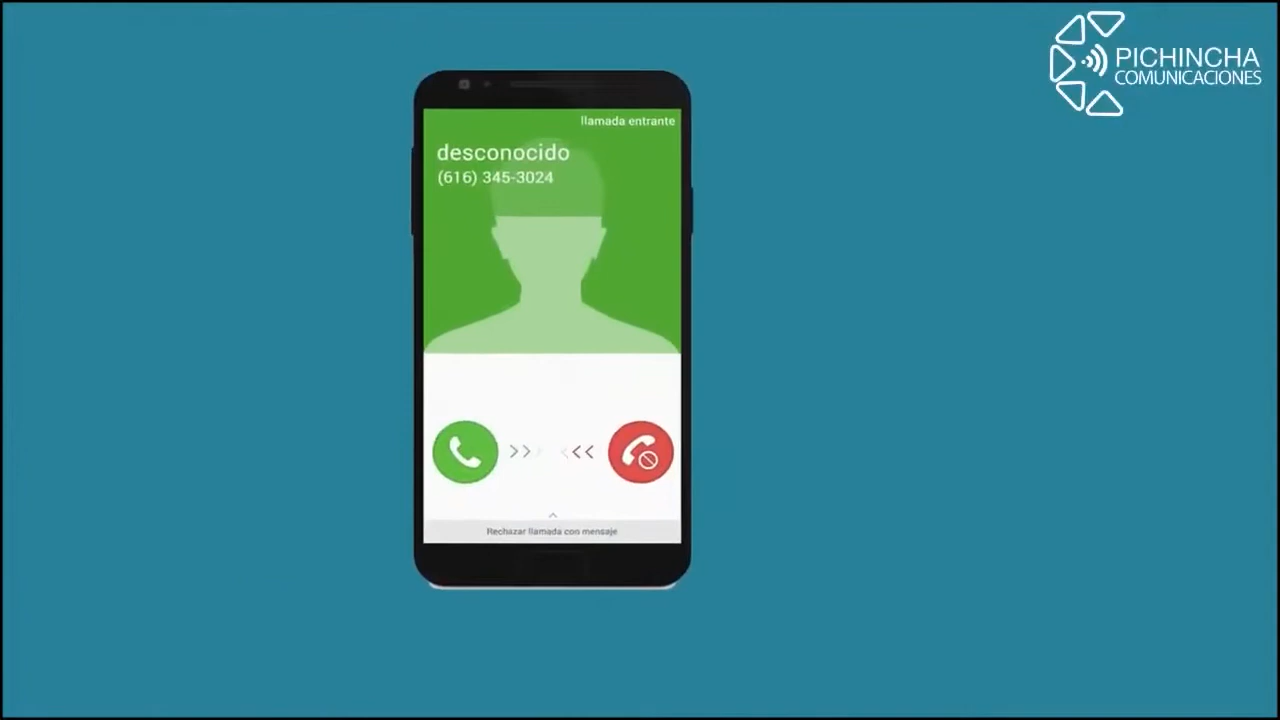 PICHINCHA
COMUNICACIONES
llamada entrante
desconocido
(616) 345-3024
Rechazar llamada con mensaje